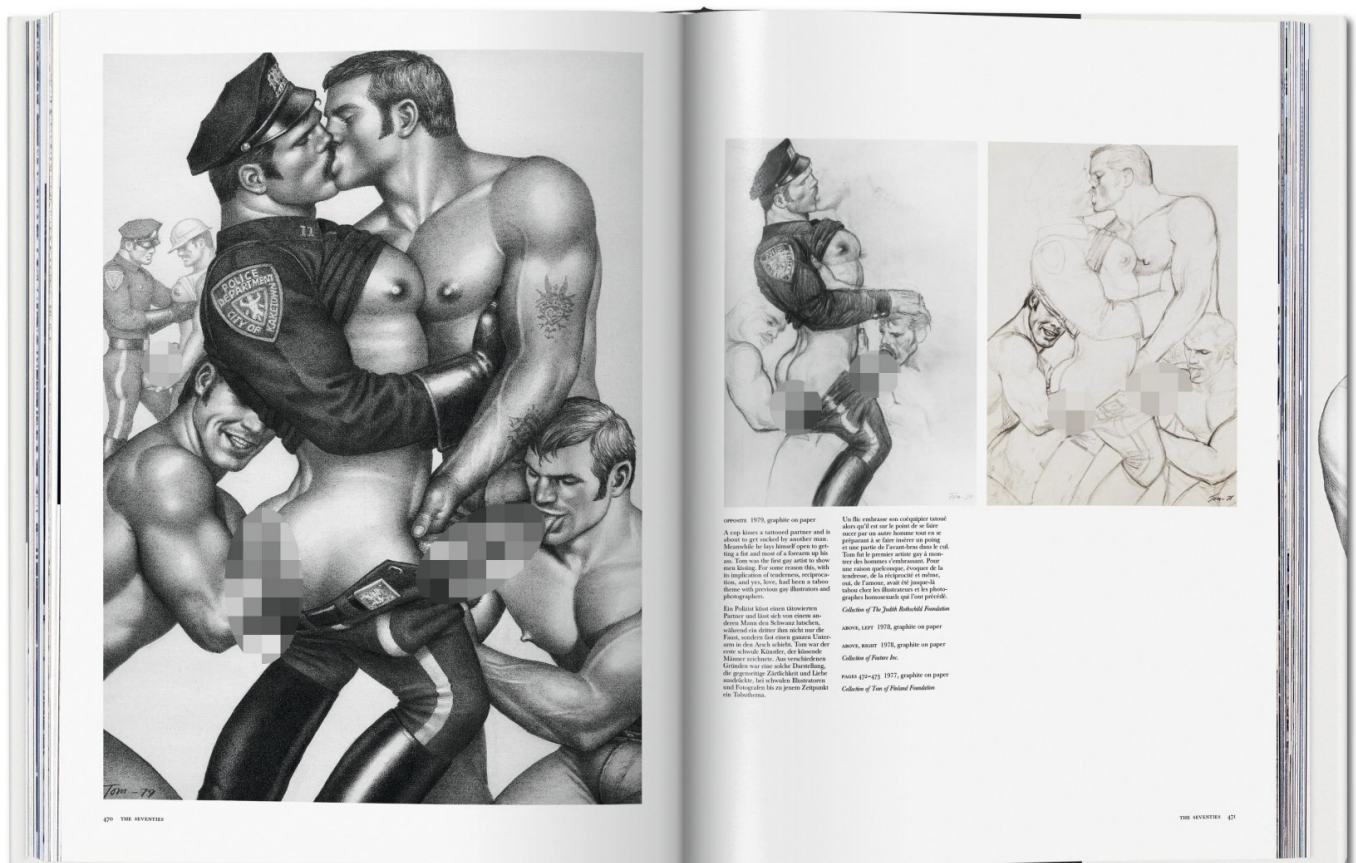 POLICE
DEPARTMENT
CITY OF
KAKETOWN
11
Tom -79
470 THE SEVENTIES
OPPOSITE 1979, graphite on paper
A cop kisses a tattooed partner and is
about to get sucked by another man.
Meanwhile he lays himself open to get-
ting a fist and most of a forearm up his
ass. Tom was the first gay artist to show
men kissing. For some reason this, with
its implication of tenderness, reciproca-
tion, and yes, love, had been a taboo
theme with previous gay illustrators and
photographers.
Ein Polizist küsst einen tätowierten
Partner und lässt sich von einem an-
deren Mann den Schwanz lutschen,
während ein dritter ihm nicht nur die
Faust, sondern fast einen ganzen Unter-
arm in den Arsch schiebt. Tom war der
erste schwule Künstler, der küssende
Männer zeichnete. Aus verschiedenen
Gründen war eine solche Darstellung,
die gegenseitige Zärtlichkeit und Liebe
ausdrückte, bei schwulen Illustratoren
und Fotografen bis zu jenem Zeitpunkt
ein Tabuthema.
Un flic embrasse son coéquipier tatoué
alors qu'il est sur le point de se faire
sucer par un autre homme tout en se
préparant à se faire insérer un poing
et une partie de l'avant-bras dans le cul.
Tom fut le premier artiste gay à mon-
trer des hommes s'embrassant. Pour
une raison quelconque, évoquer de la
tendresse, de la réciprocité et même,
oui, de l'amour, avait été jusque-là
tabou chez les illustrateurs et les photo-
graphes homosexuels qui l'ont précédé.
Collection of The Judith Rothschild Foundation
ABOVE, LEFT 1978, graphite on paper
ABOVE, RIGHT 1978, graphite on paper
Collection of Feature Inc.
PAGES 472–473 1977, graphite on paper
Collection of Tom of Finland Foundation
THE SEVENTIES 471